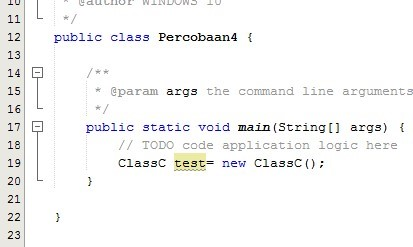 10 * @author WINDOWS 10
11 */
12 public class Percobaan4 {
13
14 /**
15 * @param args the command line arguments
16 */
17 public static void main(String[] args) {
18 // TODO code application logic here
19 ClassC test= new ClassC();
20 }
21
22 }
23